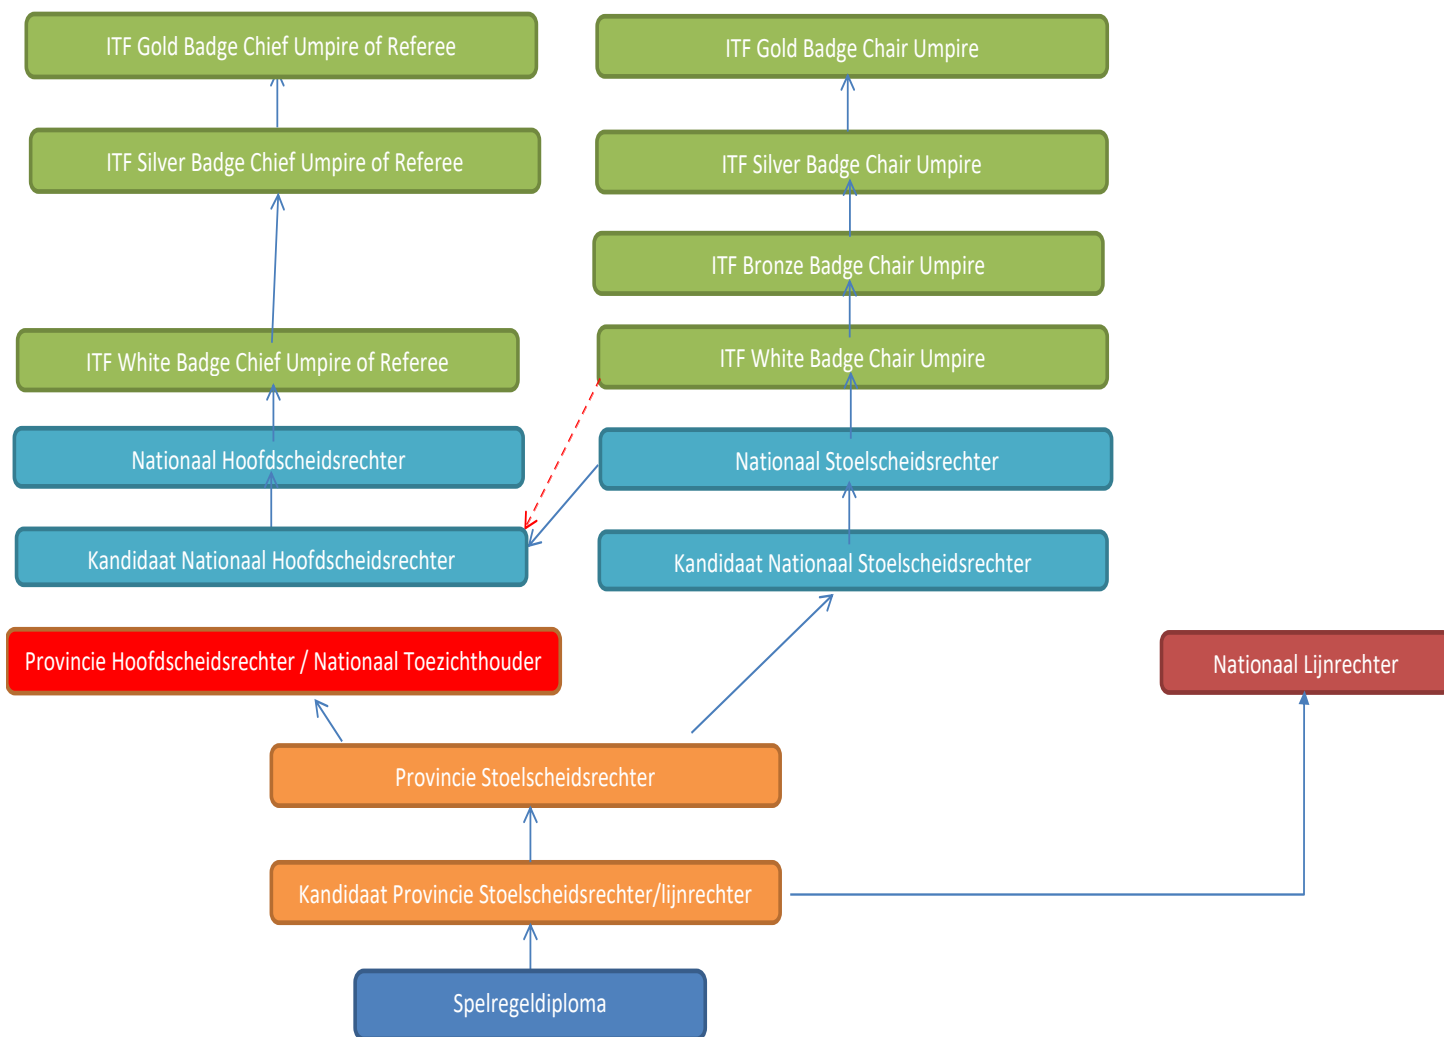 ITF Gold Badge Chief Umpire of Referee
ITF Gold Badge Chair Umpire
ITF Silver Badge Chief Umpire of Referee
ITF Silver Badge Chair Umpire
ITF Bronze Badge Chair Umpire
ITF White Badge Chief Umpire of Referee
ITF White Badge Chair Umpire
Nationaal Hoofdscheidsrechter
Nationaal Stoelscheidsrechter
Kandidaat Nationaal Hoofdscheidsrechter
Kandidaat Nationaal Stoelscheidsrechter
Provincie Hoofdscheidsrechter / Nationaal Toezichthouder
Nationaal Lijnrechter
Provincie Stoelscheidsrechter
Kandidaat Provincie Stoelscheidsrechter/lijnrechter
Spelregeldiploma